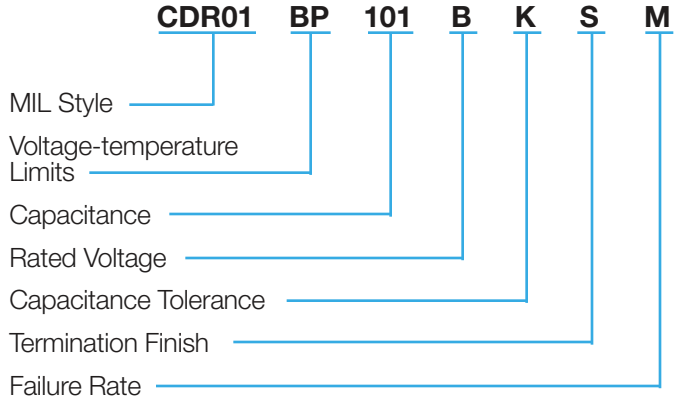 CDR01 BP 101 B K S M
MIL Style
Voltage-temperature
Limits
Capacitance
Rated Voltage
Capacitance Tolerance
Termination Finish
Failure Rate